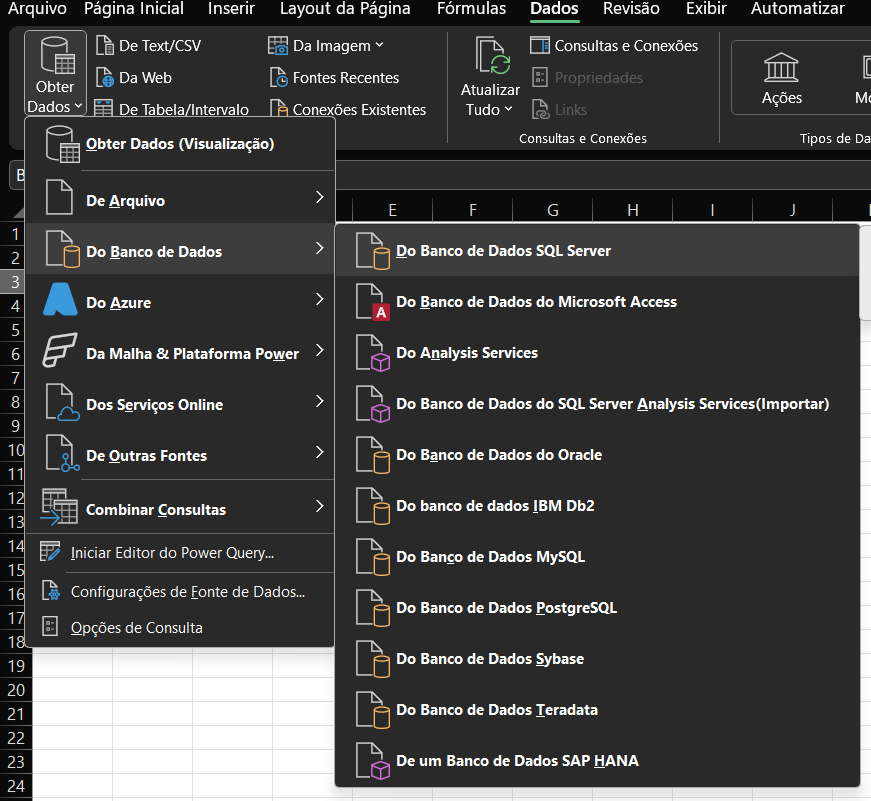 Arquivo Página Inicial Inserir Layout da Página Fórmulas Dados Revisão Exibir Automatizar
Obter Dados
De Text/CSV
Da Web
De Tabela/Intervalo
Da Imagem
Fontes Recentes
Conexões Existentes
Atualizar Tudo
Consultas e Conexões
Propriedades
Links
Consultas e Conexões
Ações
Tipos de
Obter Dados (Visualização)
De Arquivo
Do Banco de Dados
Do Azure
Da Malha & Plataforma Power
Dos Serviços Online
De Outras Fontes
Combinar Consultas
Iniciar Editor do Power Query...
Configurações de Fonte de Dados...
Opções de Consulta
E F G H I J
Do Banco de Dados SQL Server
Do Banco de Dados do Microsoft Access
Do Analysis Services
Do Banco de Dados do SQL Server Analysis Services(Importar)
Do Banco de Dados do Oracle
Do banco de dados IBM Db2
Do Banco de Dados MySQL
Do Banco de Dados PostgreSQL
Do Banco de Dados Sybase
Do Banco de Dados Teradata
De um Banco de Dados SAP HANA
1
2
3
4
5
6
7
8
9
10
11
12
13
14
15
16
17
18
19
20
21
22
23
24